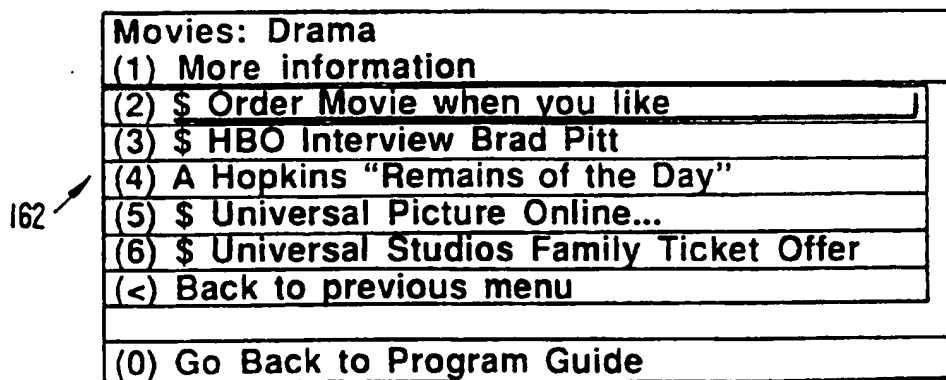 Movies: Drama
(1) More information
(2) $ Order Movie when you like
(3) $ HBO Interview Brad Pitt
(4) A Hopkins “Remains of the Day”
(5) $ Universal Picture Online...
(6) $ Universal Studios Family Ticket Offer
(<) Back to previous menu
(0) Go Back to Program Guide
162